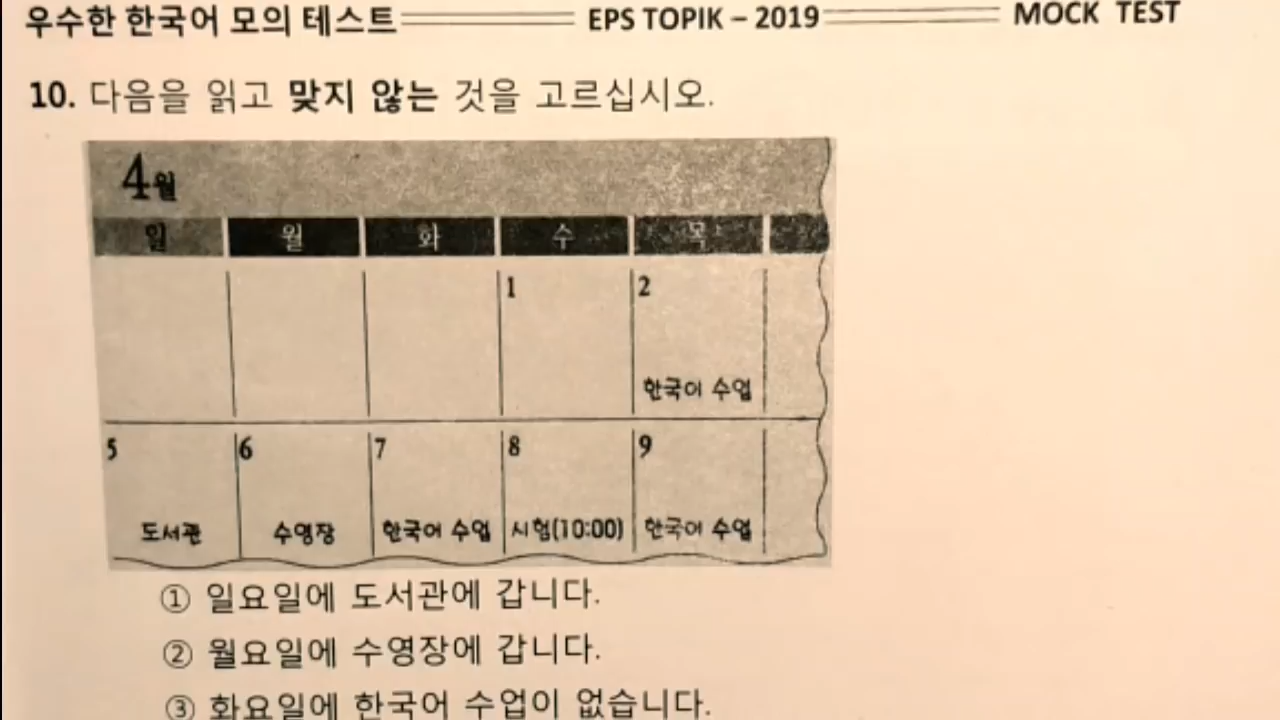 우수한 한국어 모의 테스트 EPS TOPIK – 2019 MOCK TEST
10. 다음을 읽고 맞지 않는 것을 고르십시오.
4월
일 월 화 수 목
1 2
한국어 수업
5 6 7 8 9
도서관 수영장 한국어 수업 시험(10:00) 한국어 수업
① 일요일에 도서관에 갑니다.
② 월요일에 수영장에 갑니다.
③ 화요일에 한국어 수업이 없습니다.